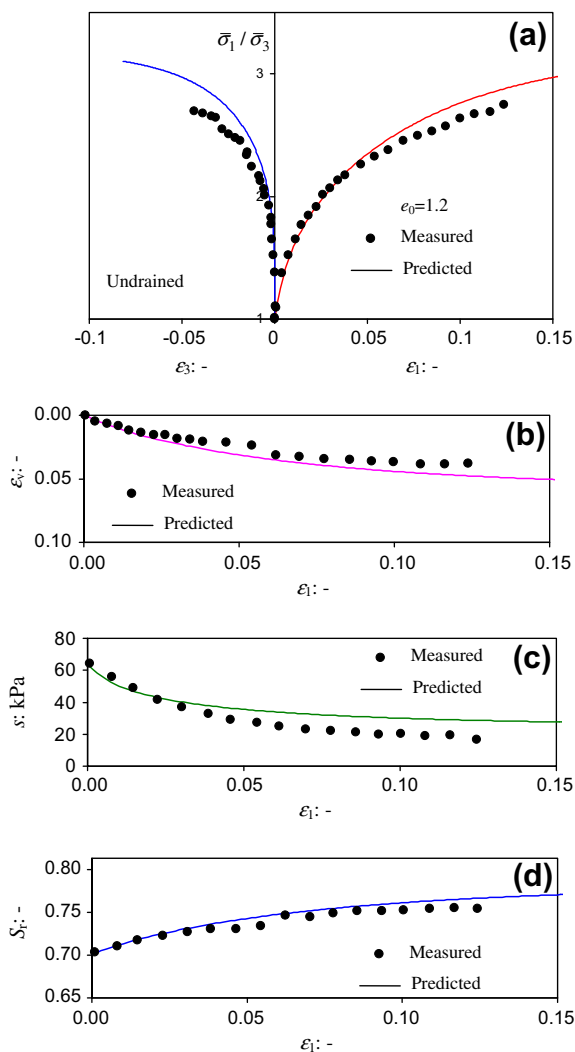 σ̅₁ / σ̅₃
(a)
3
2
e₀=1.2
Measured
Predicted
Undrained
1
-0.1 -0.05 0 0.05 0.1 0.15
ε₃: - ε₁: -
0.00 (b)
εᵥ: -
0.05
Measured
Predicted
0.10
0.00 0.05 0.10 0.15
ε₁: -
80 (c)
Measured
60
Predicted
s: kPa
40
20
0
0.00 0.05 0.10 0.15
ε₁: -
0.80 (d)
Sᵣ: -
0.75
0.70
Measured
Predicted
0.65
0.00 0.05 0.10 0.15
ε₁: -